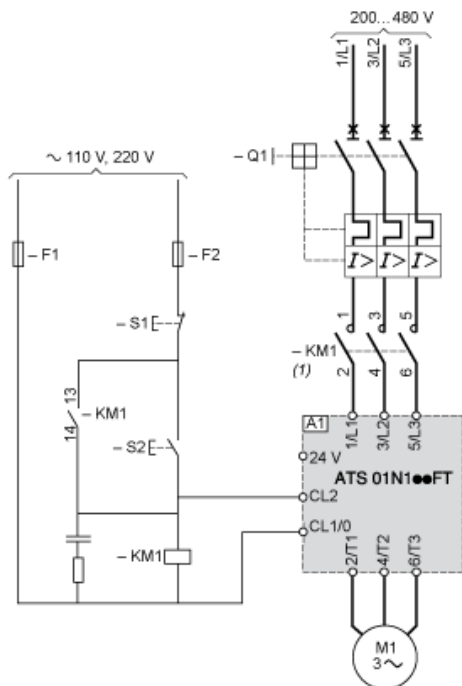 200... 480 V
1/L1
3/L2
5/L3
~ 110 V, 220 V
– Q1
– F1
– F2
I>
I>
I>
– S1
1
3
5
– KM1
(1)
2
4
6
13
14
– KM1
– S2
A1
1/L1
3/L2
5/L3
24 V
ATS 01N1●●FT
CL2
CL1/0
– KM1
2/T1
4/T2
6/T3
M1
3 ~